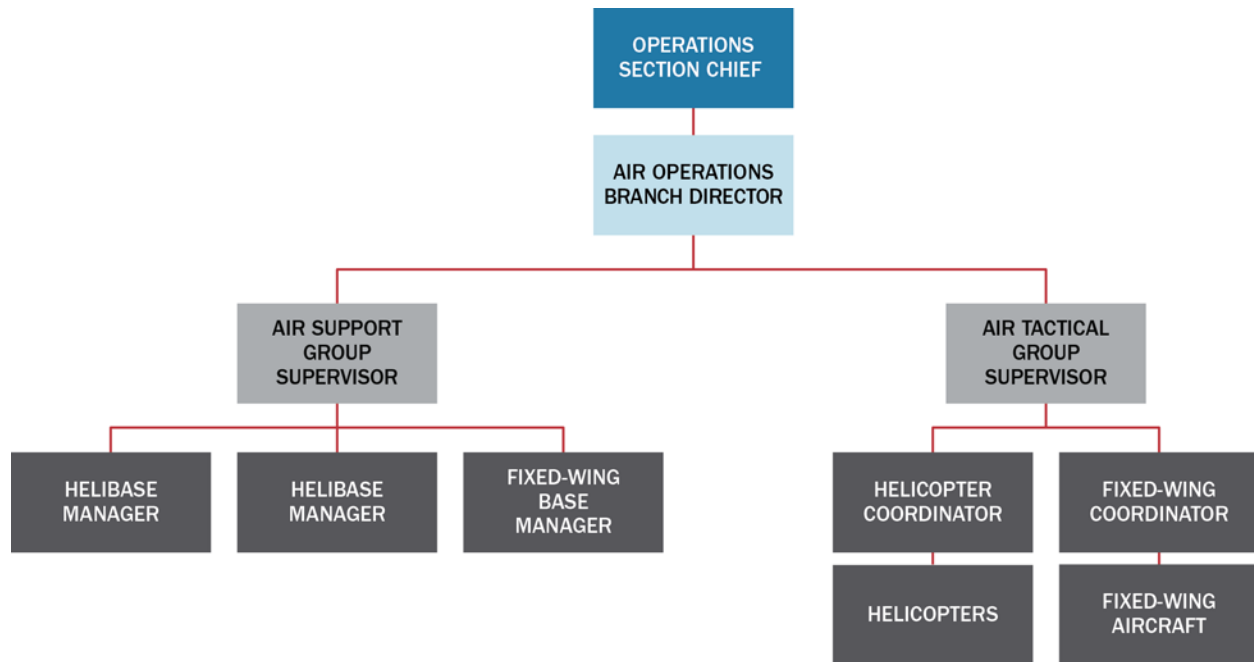 OPERATIONS
SECTION CHIEF
AIR OPERATIONS
BRANCH DIRECTOR
AIR SUPPORT
GROUP
SUPERVISOR
AIR TACTICAL
GROUP
SUPERVISOR
HELIBASE
MANAGER
HELIBASE
MANAGER
FIXED-WING
BASE
MANAGER
HELICOPTER
COORDINATOR
FIXED-WING
COORDINATOR
HELICOPTERS
FIXED-WING
AIRCRAFT